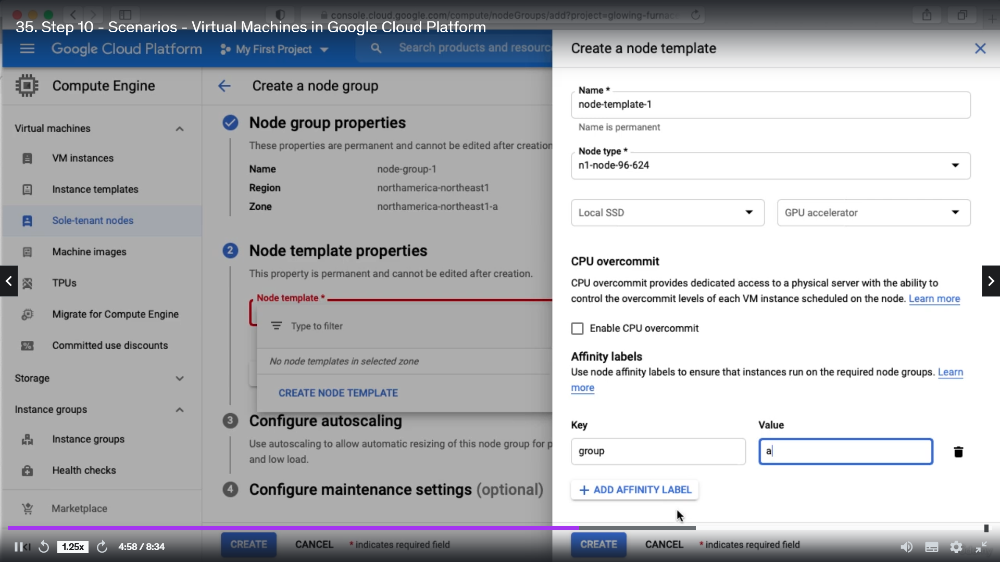 console.cloud.google.com/compute/nodeGroups/add?project=glowing-furnace
35. Step 10 - Scenarios - Virtual Machines in Google Cloud Platform
Google Cloud Platform
My First Project
Search products and resourc
Create a node template
Compute Engine
Create a node group
Virtual machines
VM instances
Instance templates
Sole-tenant nodes
Machine images
TPUs
Migrate for Compute Engine
Committed use discounts
Storage
Instance groups
Instance groups
Health checks
Marketplace
Node group properties
These properties are permanent and cannot be edited after creation
Name node-group-1
Region northamerica-northeast1
Zone northamerica-northeast1-a
2 Node template properties
This property is permanent and cannot be edited after creation.
Node template *
Type to filter
No node templates in selected zone
CREATE NODE TEMPLATE
3 Configure autoscaling
Use autoscaling to allow automatic resizing of this node group for p
and low load.
4 Configure maintenance settings (optional)
CREATE CANCEL * indicates required field
Name *
node-template-1
Name is permanent
Node type *
n1-node-96-624
Local SSD GPU accelerator
CPU overcommit
CPU overcommit provides dedicated access to a physical server with the ability to
control the overcommit levels of each VM instance scheduled on the node. Learn more
Enable CPU overcommit
Affinity labels
Use node affinity labels to ensure that instances run on the required node groups. Learn
more
Key Value
group a
+ ADD AFFINITY LABEL
CREATE CANCEL * indicates required field
1.25x 4:58 / 8:34